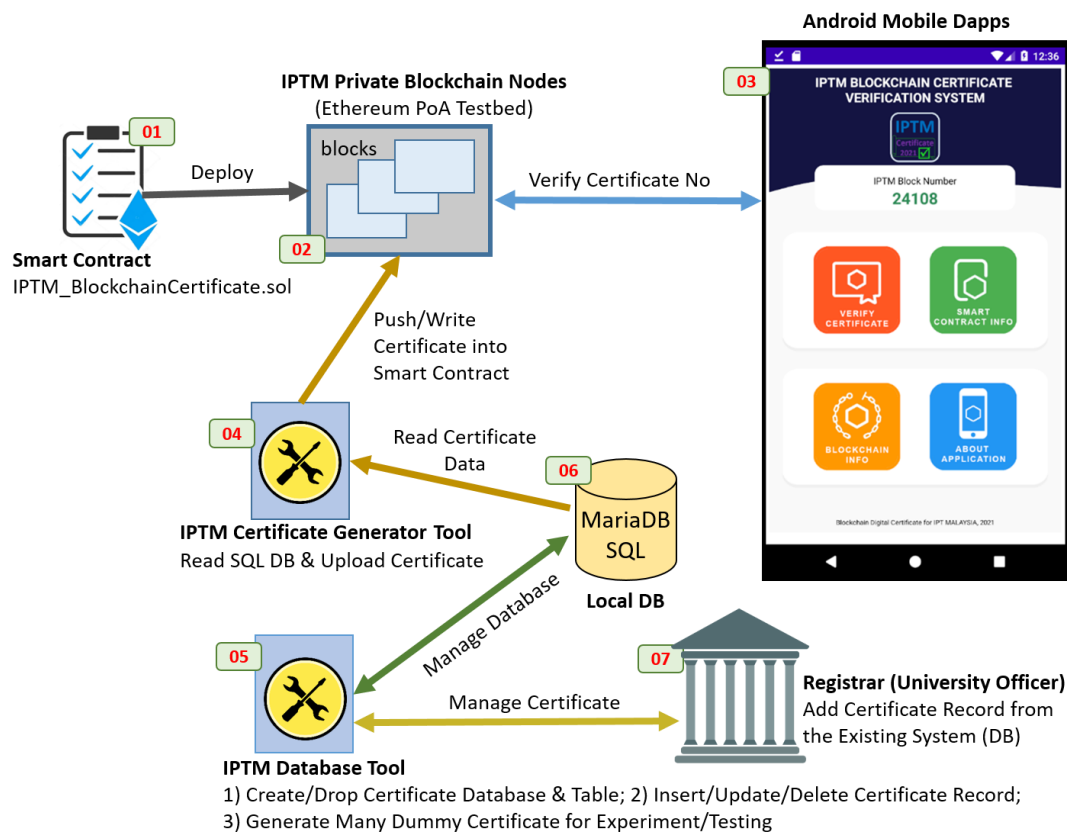 Android Mobile Dapps
12:36
03
IPTM BLOCKCHAIN CERTIFICATE
VERIFICATION SYSTEM
IPTM
Certificate
2021
IPTM Block Number
24108
VERIFY
CERTIFICATE
SMART
CONTRACT INFO
BLOCKCHAIN
INFO
ABOUT
APPLICATION
Blockchain Digital Certificate for IPT MALAYSIA, 2021
IPTM Private Blockchain Nodes
(Ethereum PoA Testbed)
blocks
02
01
Deploy
Verify Certificate No
Smart Contract
IPTM_BlockchainCertificate.sol
Push/Write
Certificate into
Smart Contract
04
Read Certificate
Data
06
MariaDB
SQL
Local DB
IPTM Certificate Generator Tool
Read SQL DB & Upload Certificate
Manage Database
05
07
Manage Certificate
Registrar (University Officer)
Add Certificate Record from
the Existing System (DB)
IPTM Database Tool
1) Create/Drop Certificate Database & Table; 2) Insert/Update/Delete Certificate Record;
3) Generate Many Dummy Certificate for Experiment/Testing